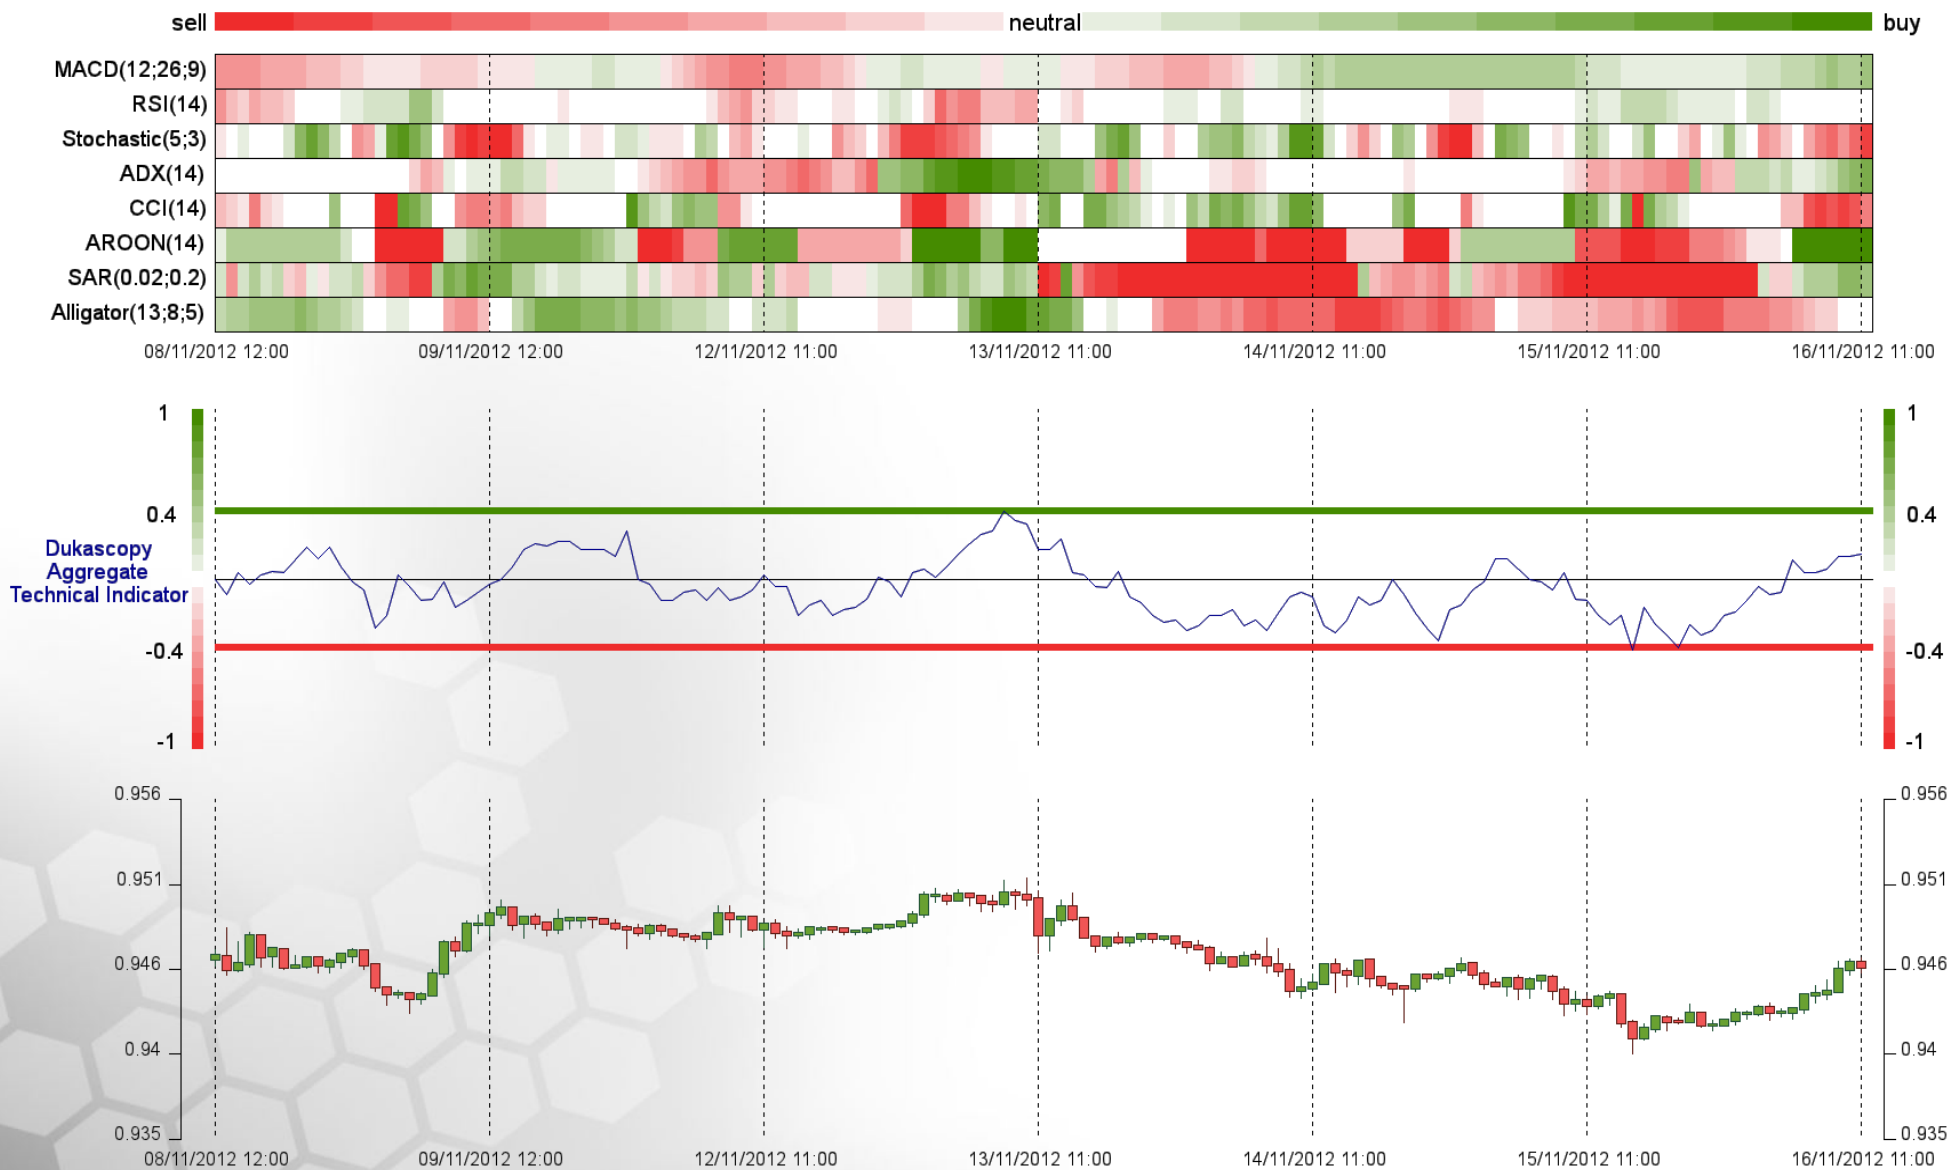 sell neutral buy
MACD(12;26;9)
RSI(14)
Stochastic(5;3)
ADX(14)
CCI(14)
AROON(14)
SAR(0.02;0.2)
Alligator(13;8;5)
08/11/2012 12:00 09/11/2012 12:00 12/11/2012 11:00 13/11/2012 11:00 14/11/2012 11:00 15/11/2012 11:00 16/11/2012 11:00
1 1
0.4 0.4
Dukascopy
Aggregate
Technical Indicator
-0.4 -0.4
-1 -1
0.956 0.956
0.951 0.951
0.946 0.946
0.94 0.94
0.935 0.935
08/11/2012 12:00 09/11/2012 12:00 12/11/2012 11:00 13/11/2012 11:00 14/11/2012 11:00 15/11/2012 11:00 16/11/2012 11:00